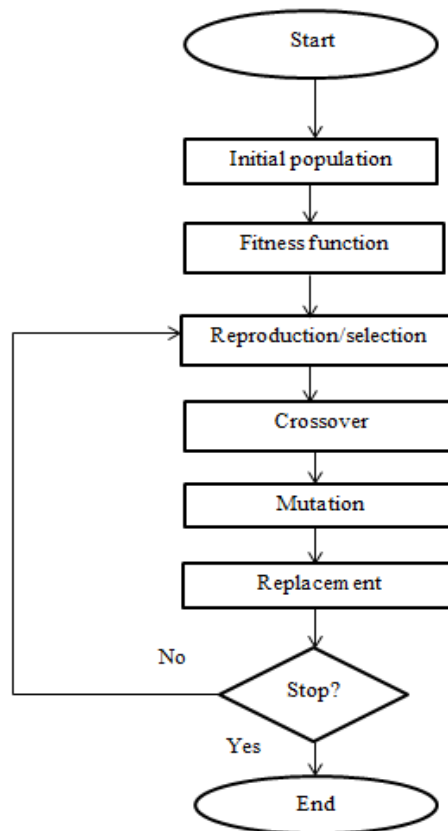 Start
Initial population
Fitness function
Reproduction/selection
Crossover
Mutation
Replacement
No
Stop?
Yes
End